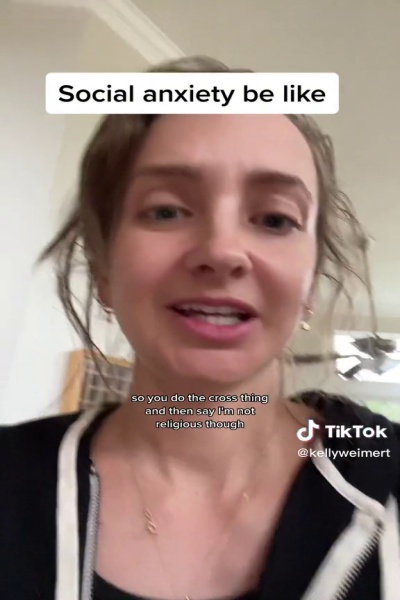 Social anxiety be like
so you do the cross thing
and then say I'm not
religious though
TikTok
@kellyweimert